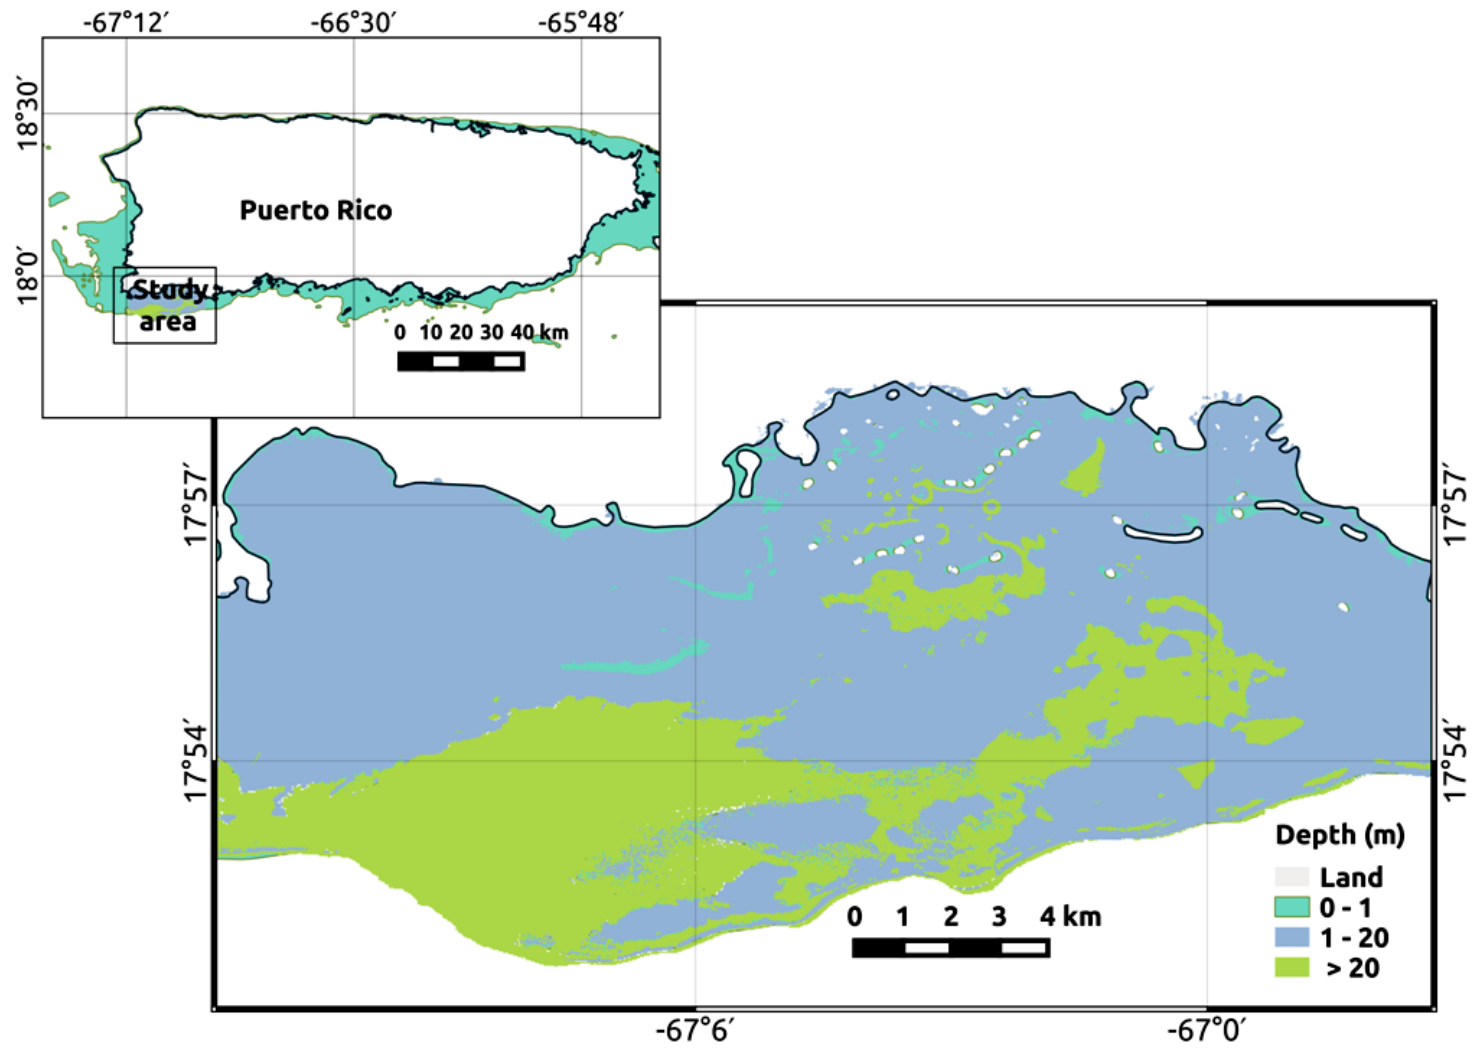 -67°12′ -66°30′ -65°48′
18°30′
Puerto Rico
18°0′
Study
area
0 10 20 30 40 km
17°57′ 17°57′
17°54′ 17°54′
Depth (m)
Land
0 - 1
1 - 20
> 20
0 1 2 3 4 km
-67°6′ -67°0′